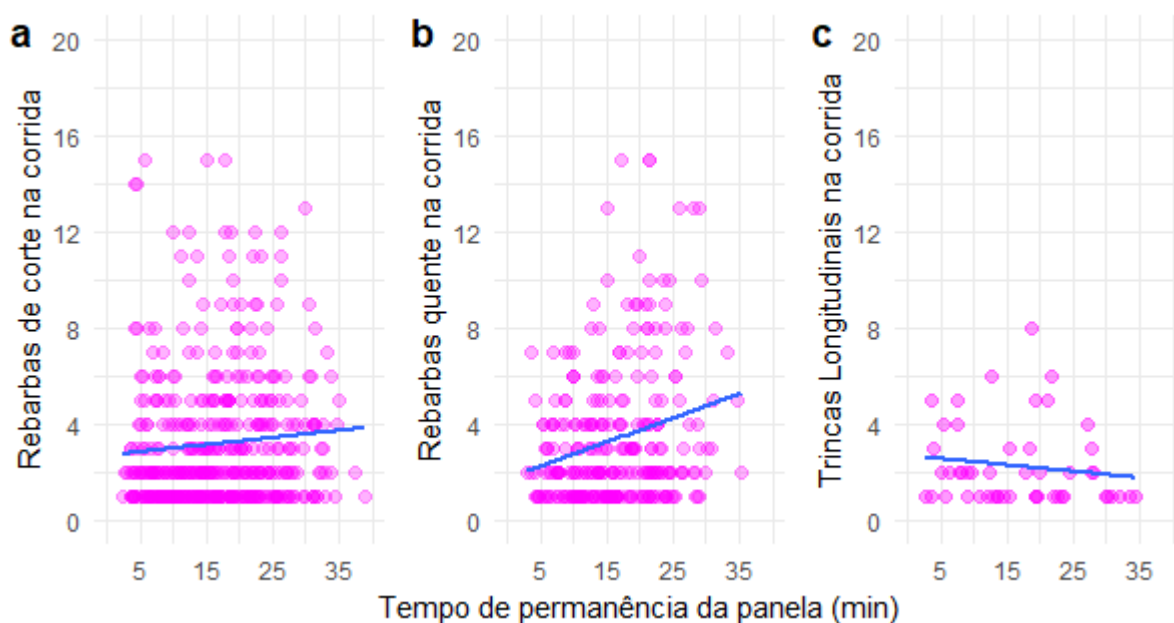 a
Rebarbas de corte na corrida
20
16
12
8
4
0
5 15 25 35
b
Rebarbas quente na corrida
20
16
12
8
4
0
5 15 25 35
c
Trincas Longitudinais na corrida
20
16
12
8
4
0
5 15 25 35
Tempo de permanência da panela (min)